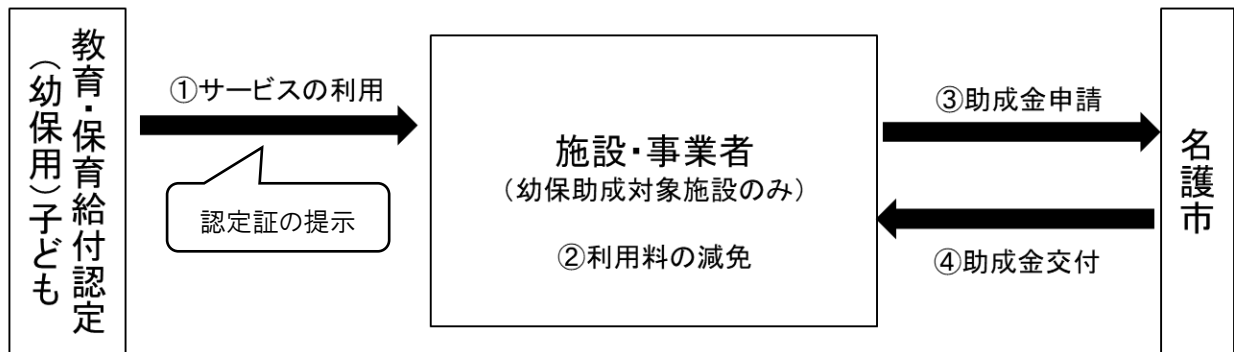 教育・保育給付認定
(幼保用)子ども
①サービスの利用
認定証の提示
施設・事業者
(幼保助成対象施設のみ)
②利用料の減免
③助成金申請
④助成金交付
名護市